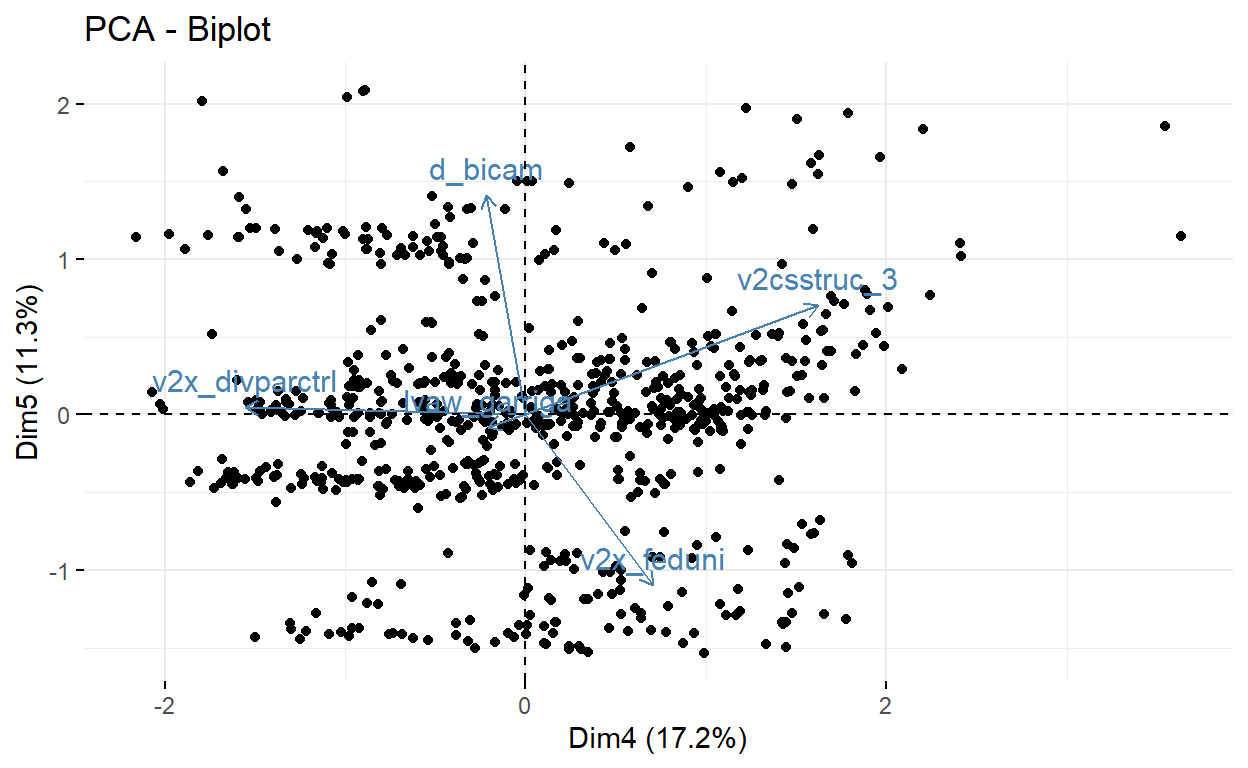 PCA - Biplot
Dim5 (11.3%)
2
1
0
-1
d_bicam
v2csstruc_3
v2x_divparctrl
v2x_feduni
-2
0
2
Dim4 (17.2%)